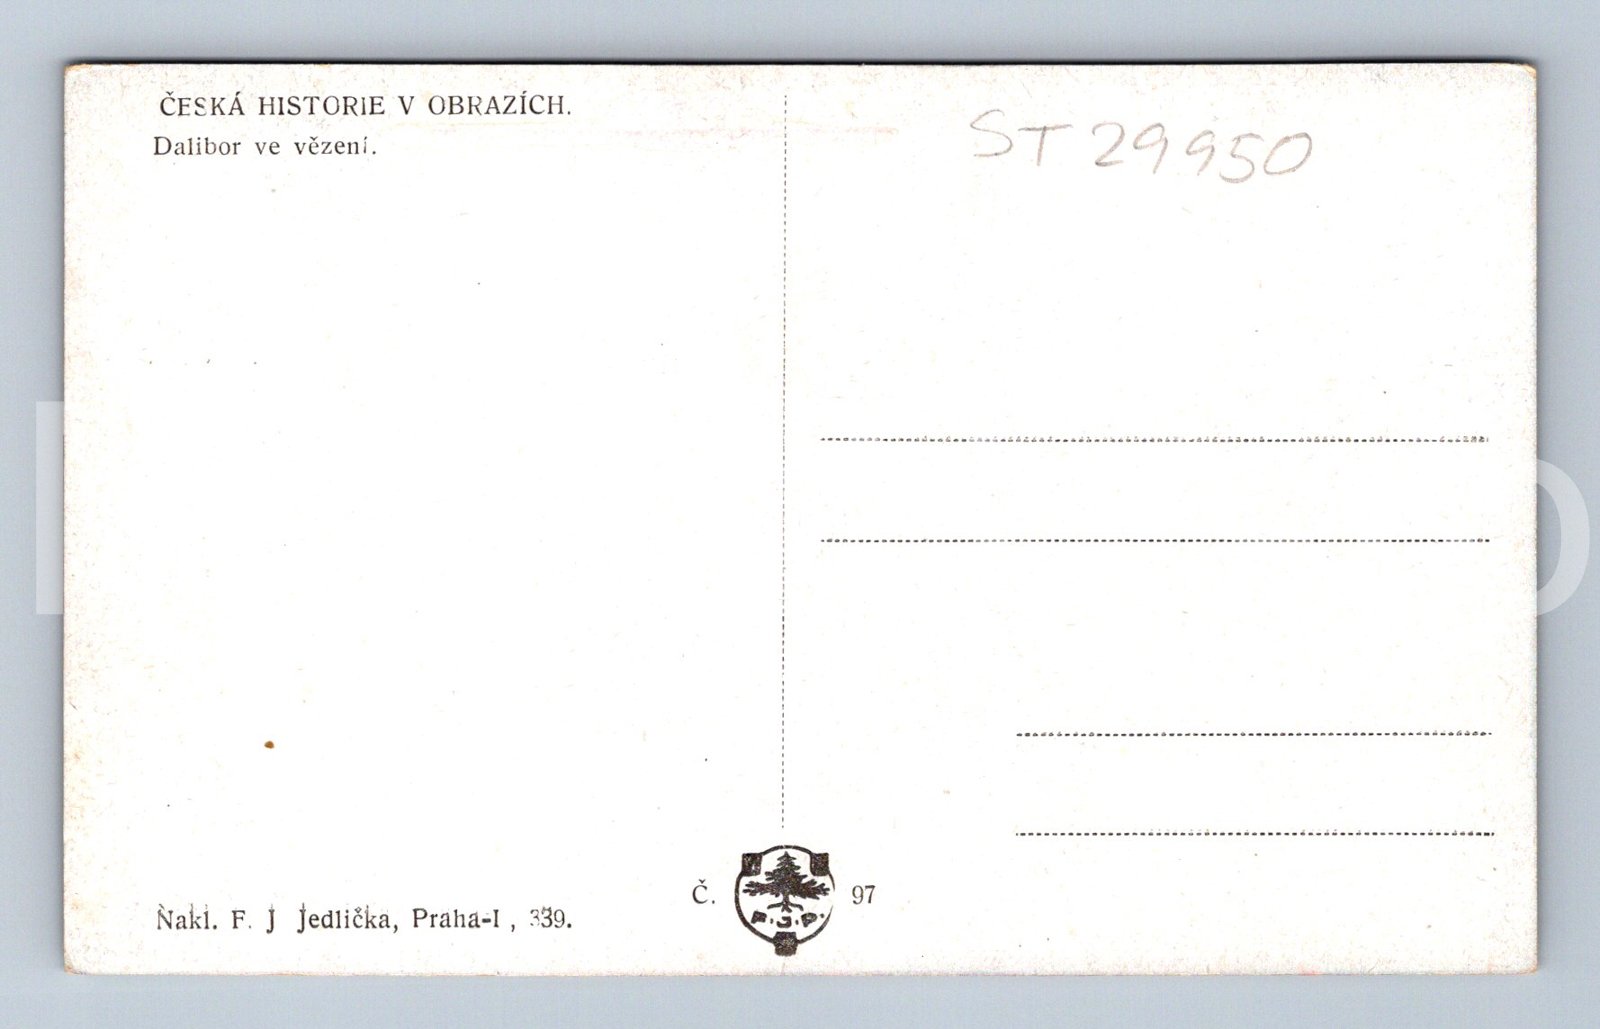 ČESKÁ HISTORIE V OBRAZÍCH.
Dalibor ve vězení.
ST 29950
Nakl. F. J Jedlička, Praha-I, 339.
Č. 97
F. J. P.